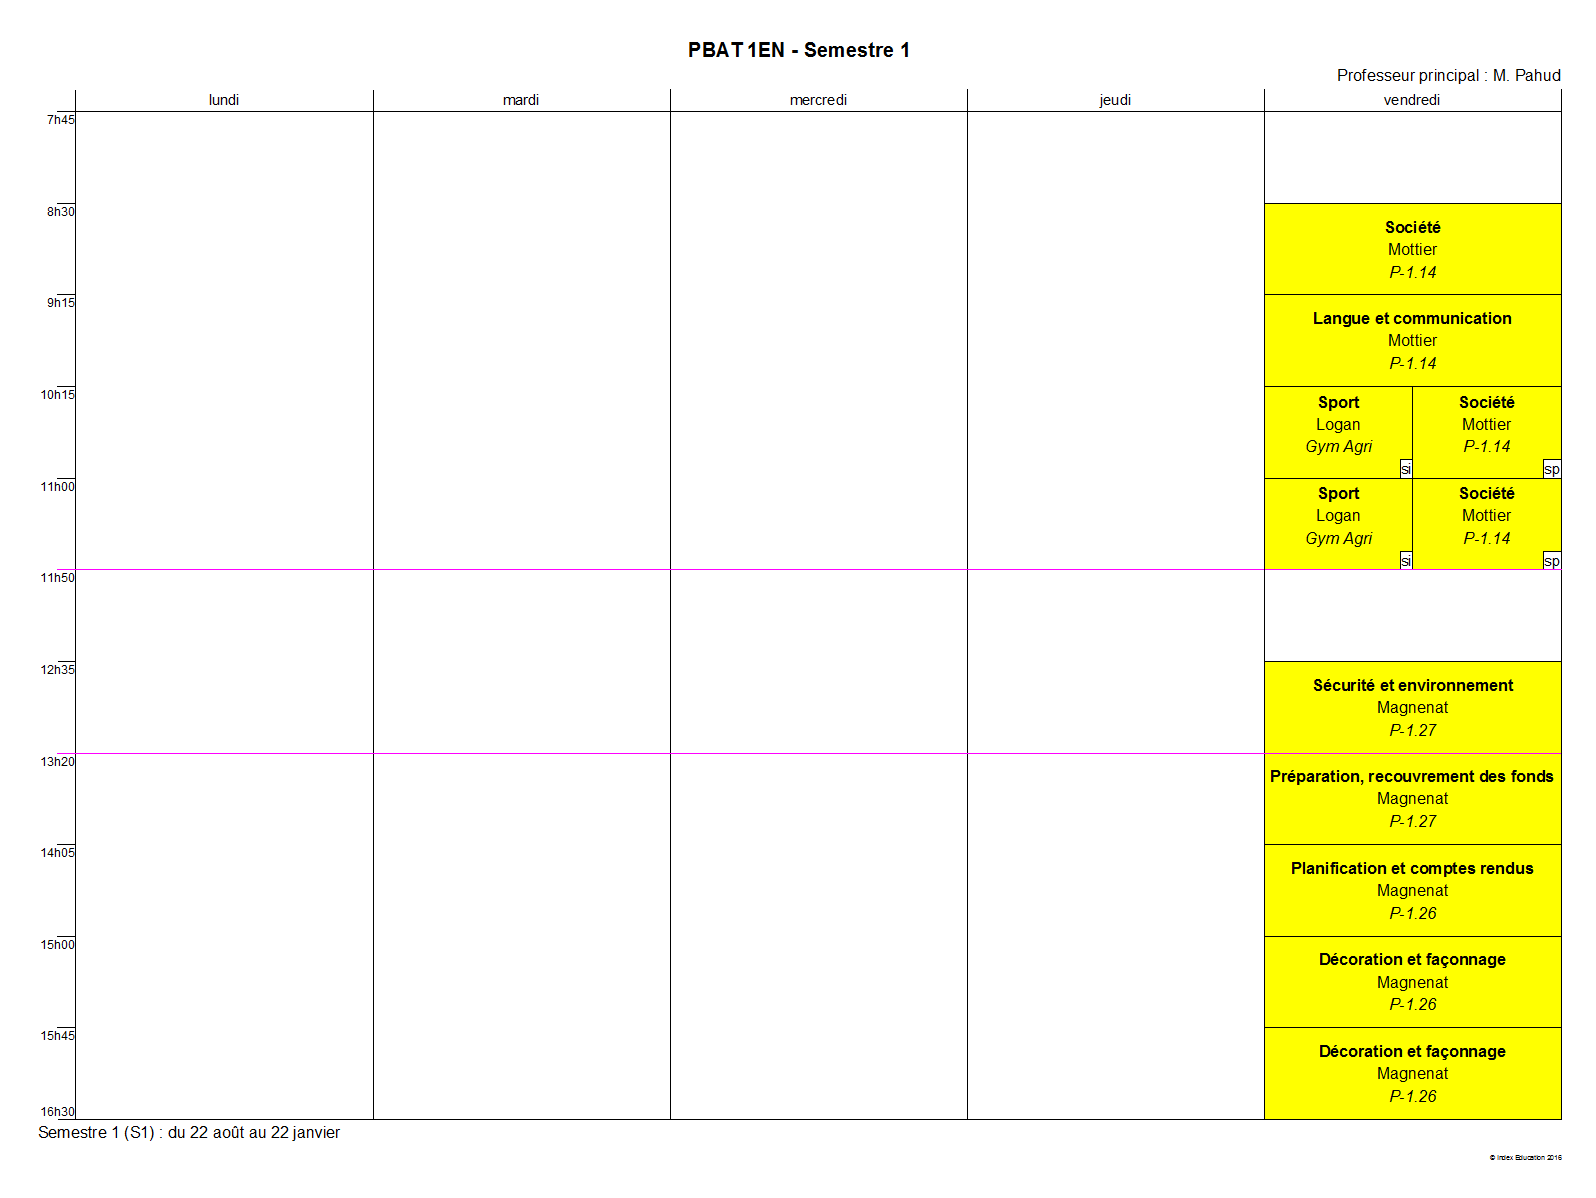 PBAT 1EN - Semestre 1
Professeur principal : M. Pahud
lundi mardi mercredi jeudi vendredi
7h45
8h30
Société
Mottier
P-1.14
9h15
Langue et communication
Mottier
P-1.14
10h15
Sport Société
Logan Mottier
Gym Agri P-1.14
si sp
11h00
Sport Société
Logan Mottier
Gym Agri P-1.14
si sp
11h50
12h35
Sécurité et environnement
Magnenat
P-1.27
13h20
Préparation, recouvrement des fonds
Magnenat
P-1.27
14h05
Planification et comptes rendus
Magnenat
P-1.26
15h00
Décoration et façonnage
Magnenat
P-1.26
15h45
Décoration et façonnage
Magnenat
P-1.26
16h30
Semestre 1 (S1) : du 22 août au 22 janvier
© Index Education 2016